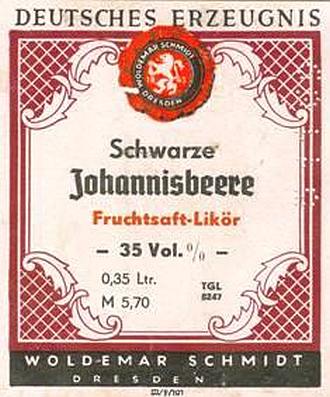 DEUTSCHES ERZEUGNIS
WOLDEMAR SCHMIDT
DRESDEN
Schwarze
Johannisbeere
Fruchtsaft-Likör
– 35 Vol. % –
0,35 Ltr.
TGL
M 5,70
8247
WOLDEMAR SCHMIDT
DRESDEN